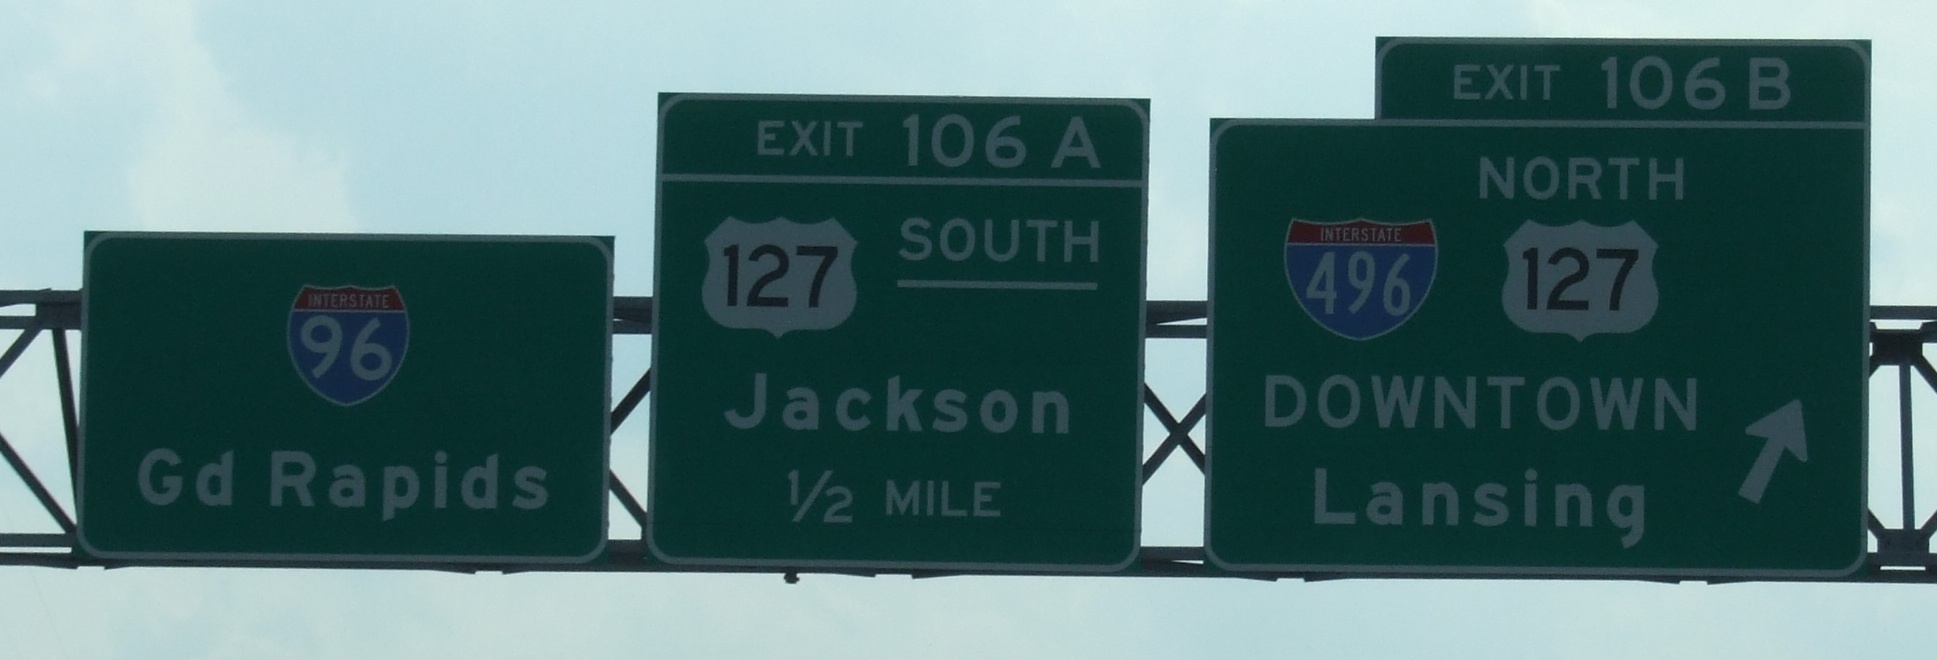 INTERSTATE
96
Gd Rapids
EXIT 106 A
127 SOUTH
Jackson
1/2 MILE
EXIT 106 B
NORTH
INTERSTATE
496 127
DOWNTOWN
Lansing